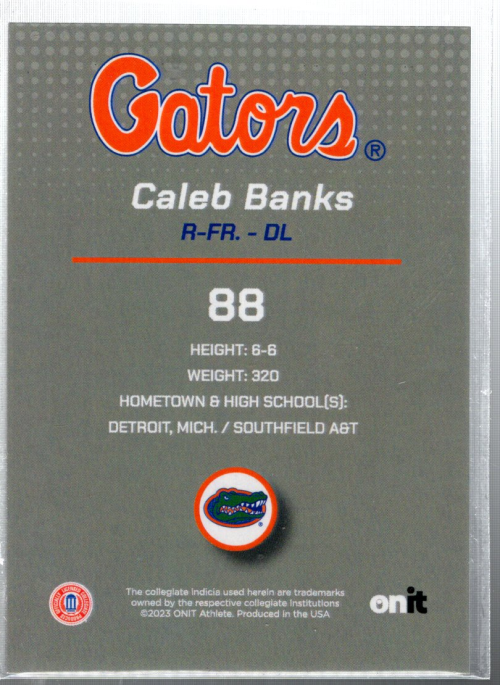 Gators®
Caleb Banks
R-FR. - DL
88
HEIGHT: 6-6
WEIGHT: 320
HOMETOWN & HIGH SCHOOL(S):
DETROIT, MICH. / SOUTHFIELD A&T
The collegiate indicia used herein are trademarks
owned by the respective collegiate institutions
©2023 ONIT Athlete. Produced in the USA
onit